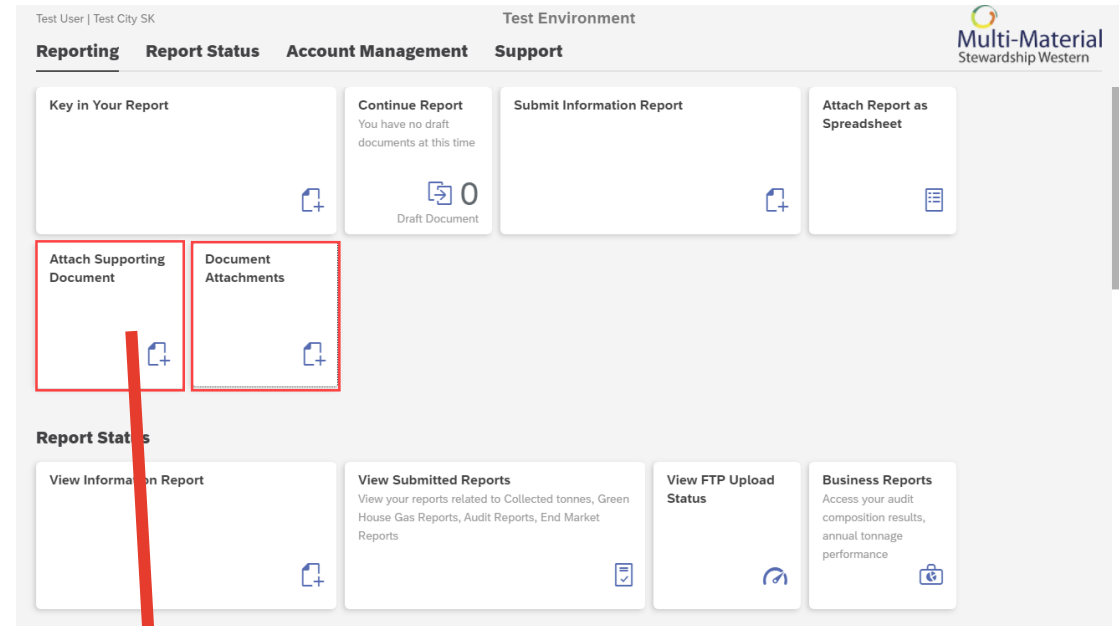 Test User | Test City SK
Test Environment
Multi-Material
Stewardship Western
Reporting Report Status Account Management Support
Key in Your Report
Continue Report
You have no draft
documents at this time
0
Draft Document
Submit Information Report
Attach Report as
Spreadsheet
Attach Supporting
Document
Document
Attachments
Report Status
View Information Report
View Submitted Reports
View your reports related to Collected tonnes, Green
House Gas Reports, Audit Reports, End Market
Reports
View FTP Upload
Status
Business Reports
Access your audit
composition results,
annual tonnage
performance